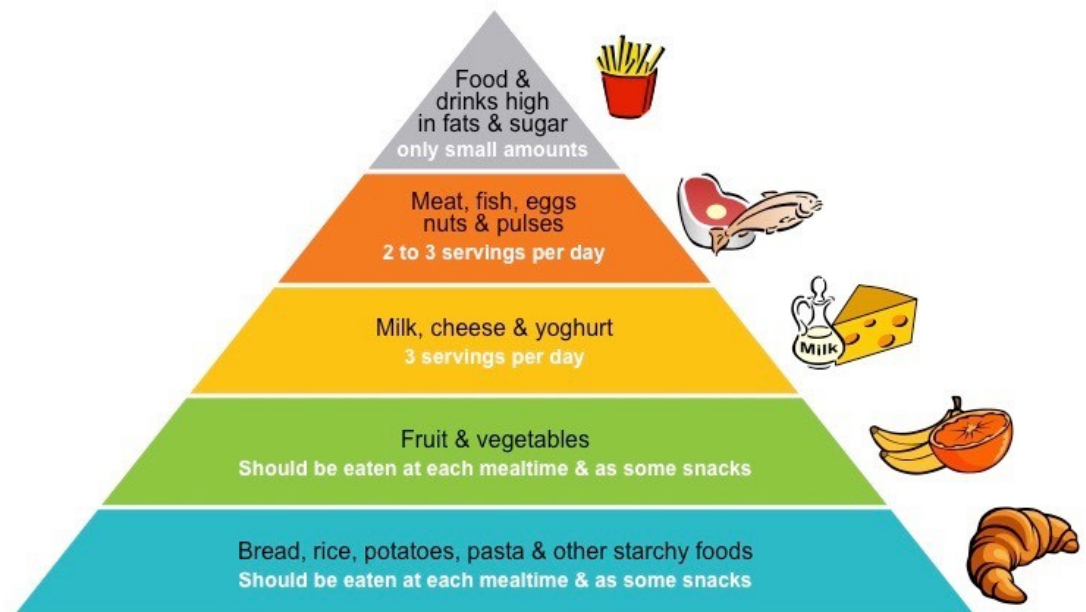 Food &
drinks high
in fats & sugar
only small amounts
Meat, fish, eggs
nuts & pulses
2 to 3 servings per day
Milk, cheese & yoghurt
3 servings per day
Milk
Fruit & vegetables
Should be eaten at each mealtime & as some snacks
Bread, rice, potatoes, pasta & other starchy foods
Should be eaten at each mealtime & as some snacks